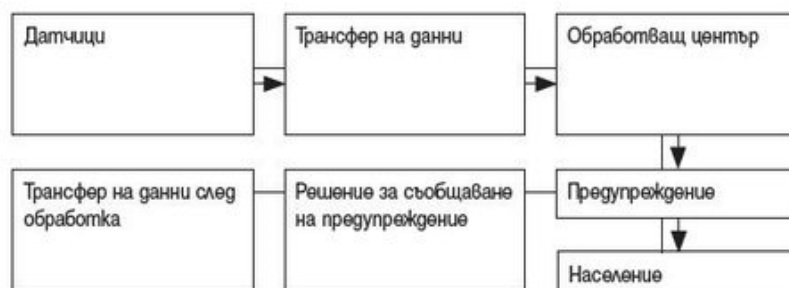 Датчици
Трансфер на данни
Обработващ център
Трансфер на данни след
обработка
Решение за съобщаване
на предупреждение
Предупреждение
Население